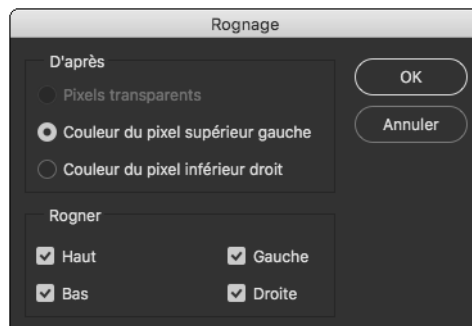 Rognage
D'après
Pixels transparents
Couleur du pixel supérieur gauche
Couleur du pixel inférieur droit
OK
Annuler
Rogner
Haut
Gauche
Bas
Droite